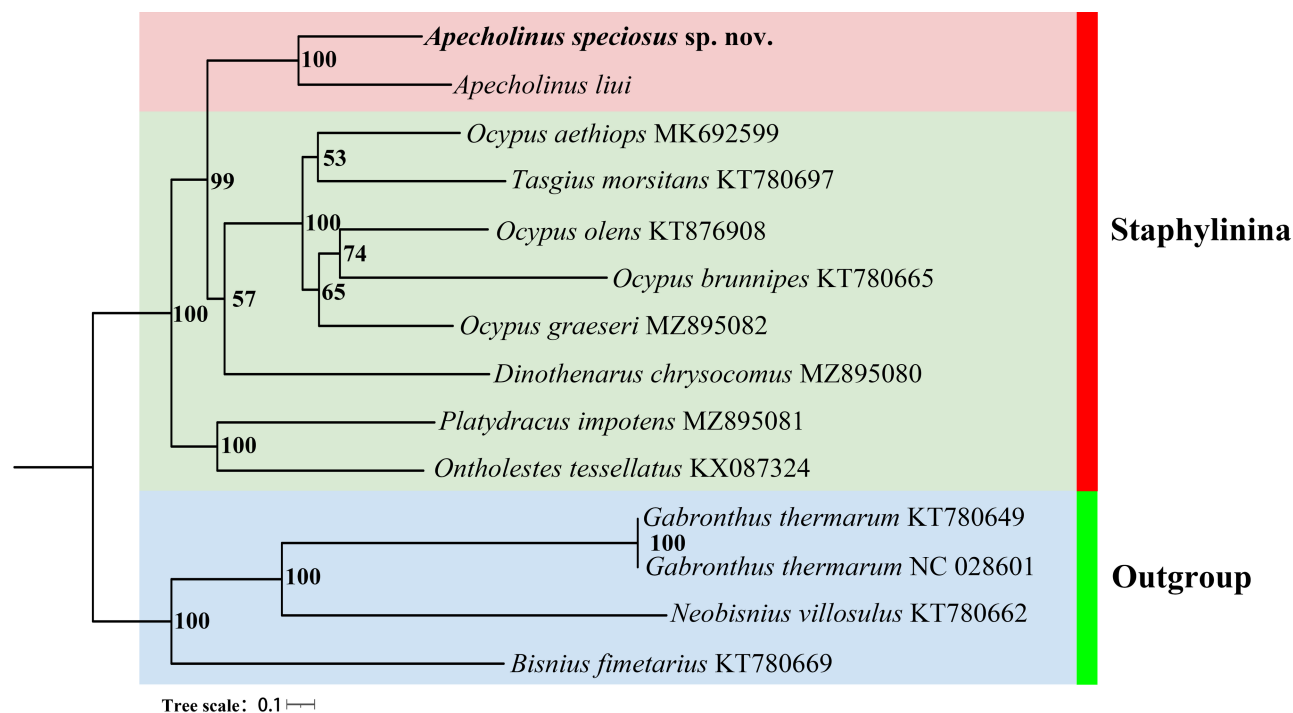 Apecholinus speciosus sp. nov.
100
Apecholinus liui
Ocypus aethiops MK692599
53
Tasgius morsitans KT780697
99
100
Ocypus olens KT876908
Staphylinina
74
Ocypus brunnipes KT780665
65
57
100
Ocypus graeseri MZ895082
Dinothenarus chrysocomus MZ895080
Platydracus impotens MZ895081
100
Ontholestes tessellatus KX087324
Gabronthus thermarum KT780649
100
Gabronthus thermarum NC 028601
100
Outgroup
Neobisnius villosulus KT780662
100
Bisnius fimetarius KT780669
Tree scale: 0.1